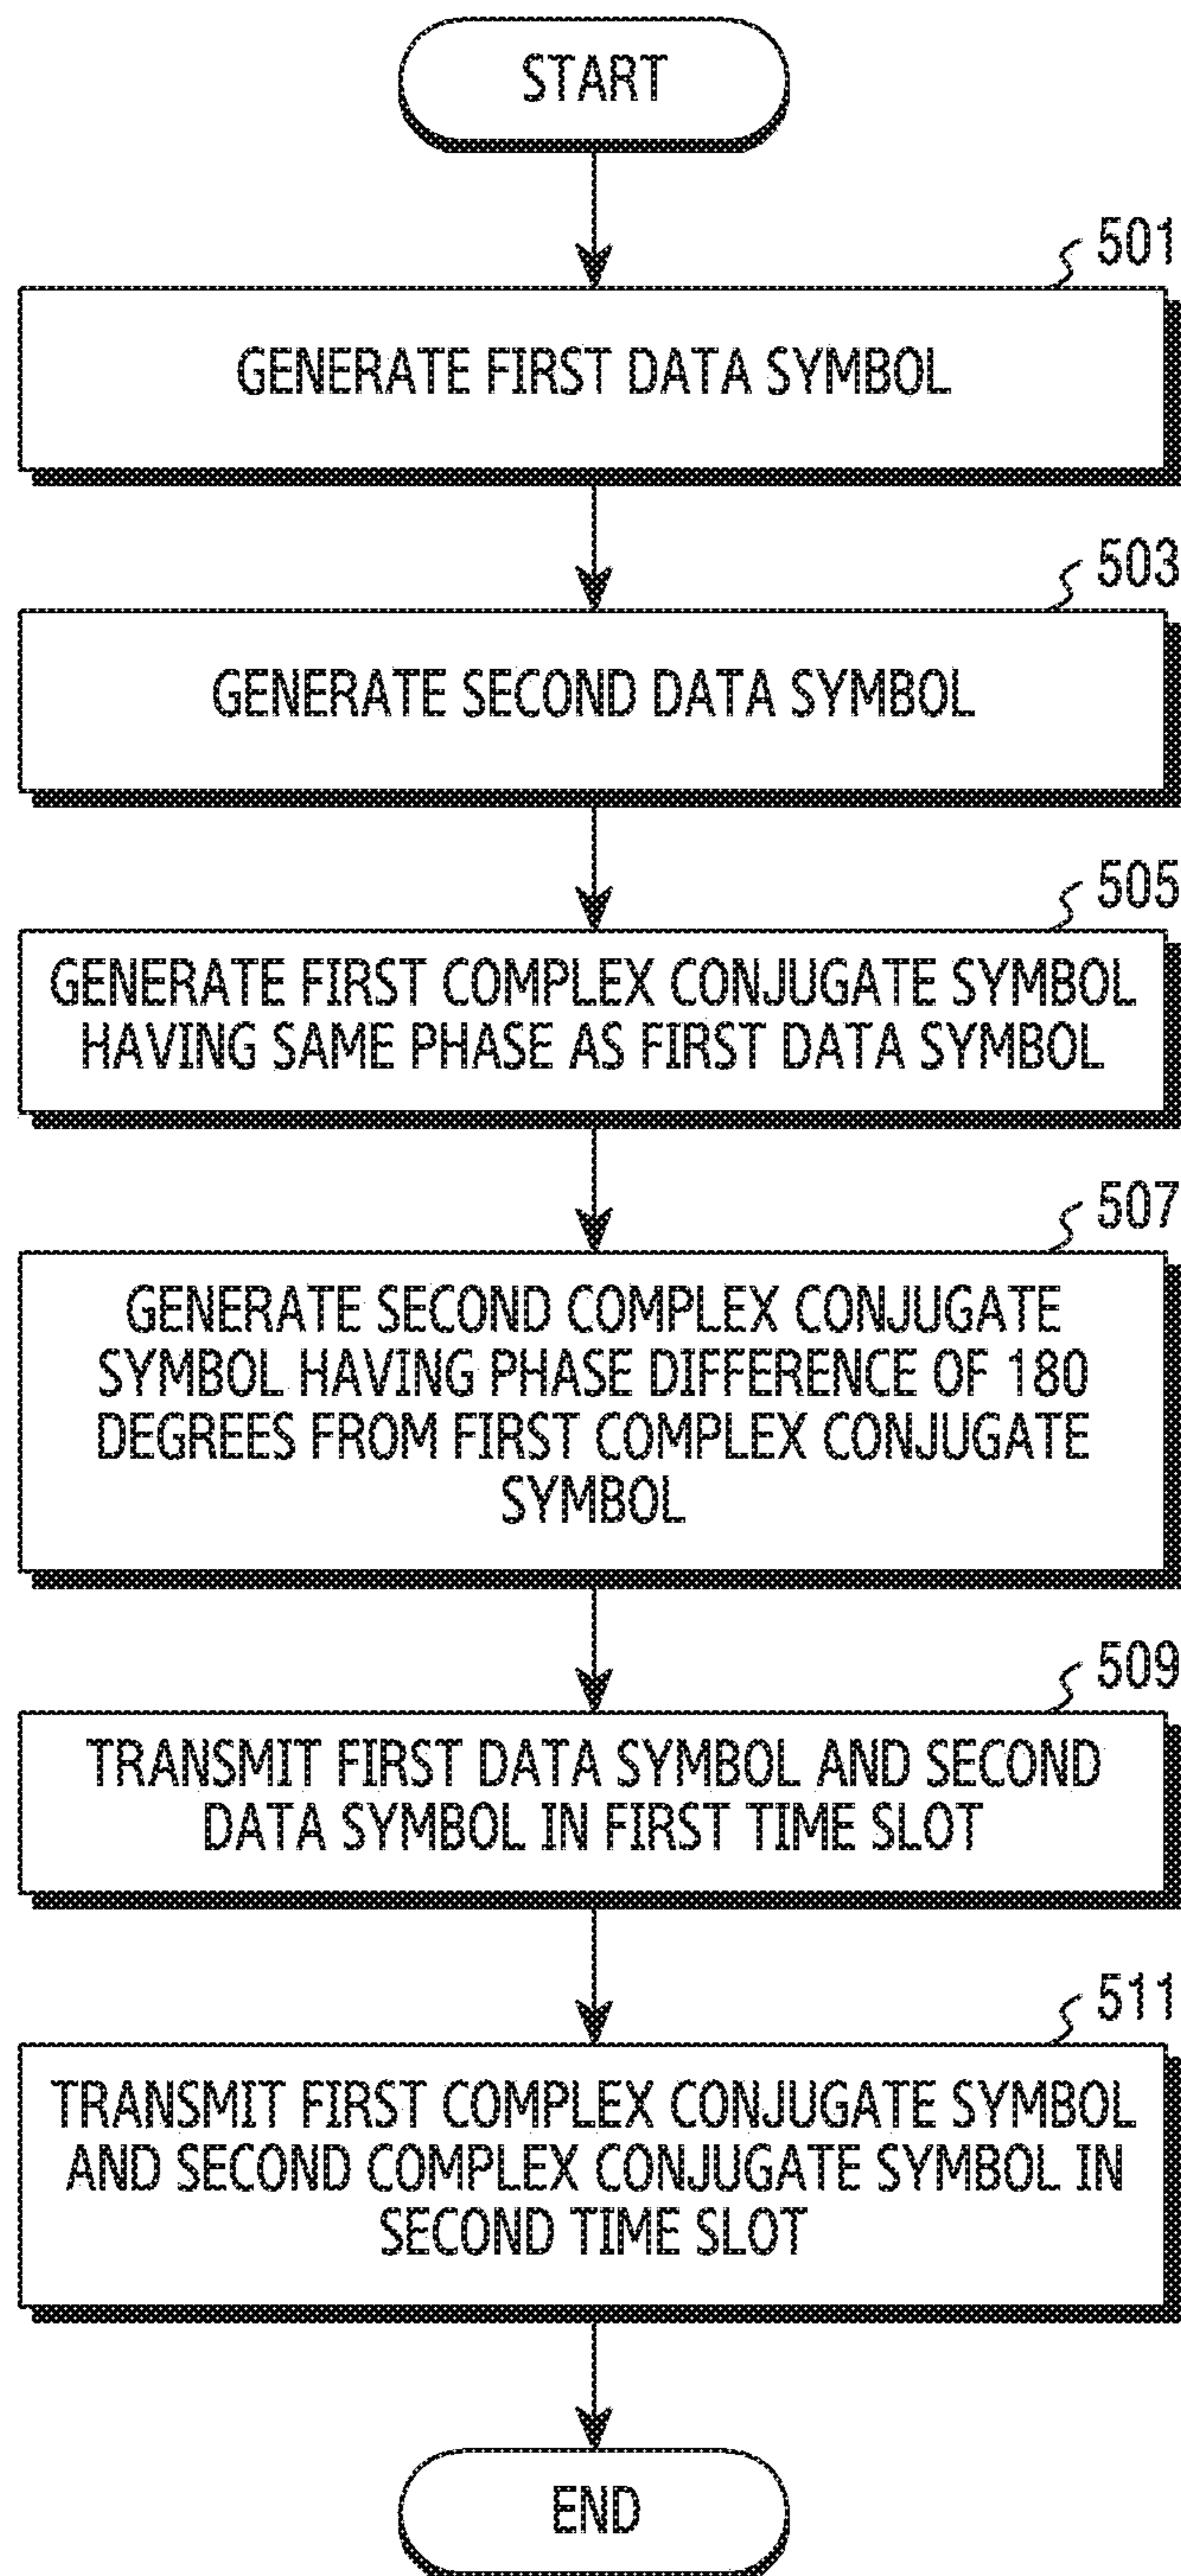 START
501
GENERATE FIRST DATA SYMBOL
503
GENERATE SECOND DATA SYMBOL
505
GENERATE FIRST COMPLEX CONJUGATE SYMBOL
HAVING SAME PHASE AS FIRST DATA SYMBOL
507
GENERATE SECOND COMPLEX CONJUGATE
SYMBOL HAVING PHASE DIFFERENCE OF 180
DEGREES FROM FIRST COMPLEX CONJUGATE
SYMBOL
509
TRANSMIT FIRST DATA SYMBOL AND SECOND
DATA SYMBOL IN FIRST TIME SLOT
511
TRANSMIT FIRST COMPLEX CONJUGATE SYMBOL
AND SECOND COMPLEX CONJUGATE SYMBOL IN
SECOND TIME SLOT
END